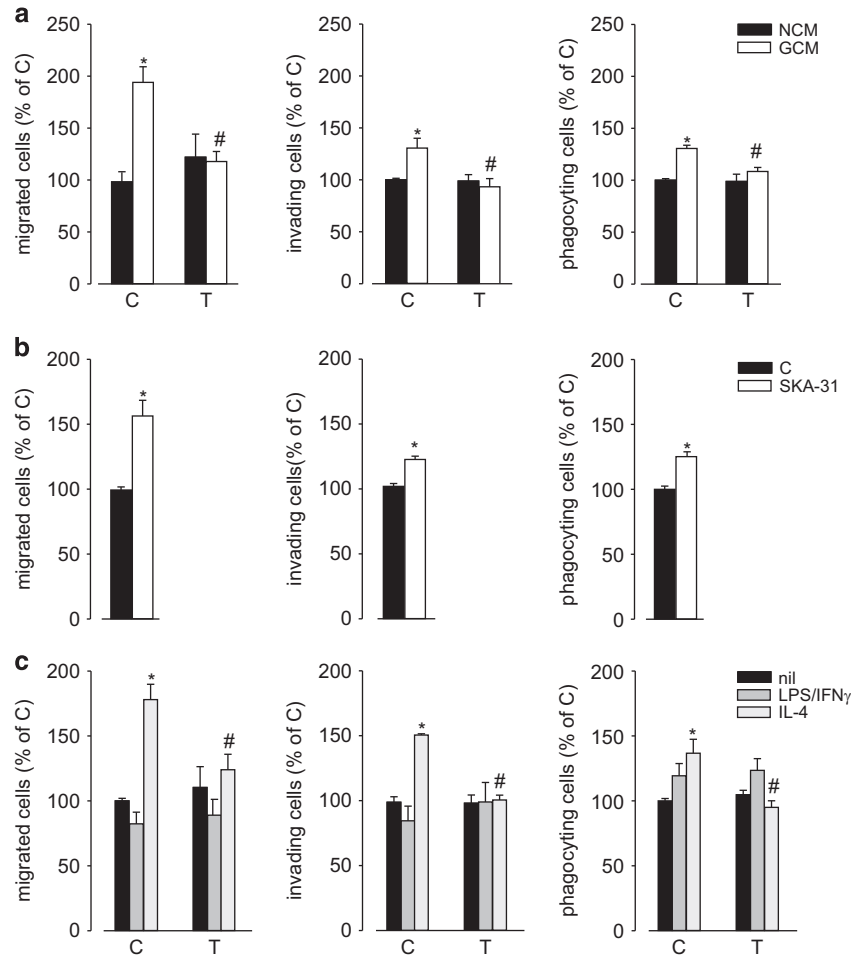 a
migrated cells (% of C)
250
200
150
100
50
0
*
#
C T
invading cells (% of C)
250
200
150
100
50
0
*
#
C T
phagocyting cells (% of C)
250
200
150
100
50
0
*
#
C T
NCM
GCM
b
migrated cells (% of C)
200
150
100
50
0
*
invading cells(% of C)
200
150
100
50
0
*
phagocyting cells (% of C)
200
150
100
50
0
*
C
SKA-31
c
migrated cells (% of C)
200
150
100
50
0
*
#
C T
invading cells (% of C)
200
150
100
50
0
*
#
C T
phagocyting cells (% of C)
200
150
100
50
0
*
#
C T
nil
LPS/IFNγ
IL-4